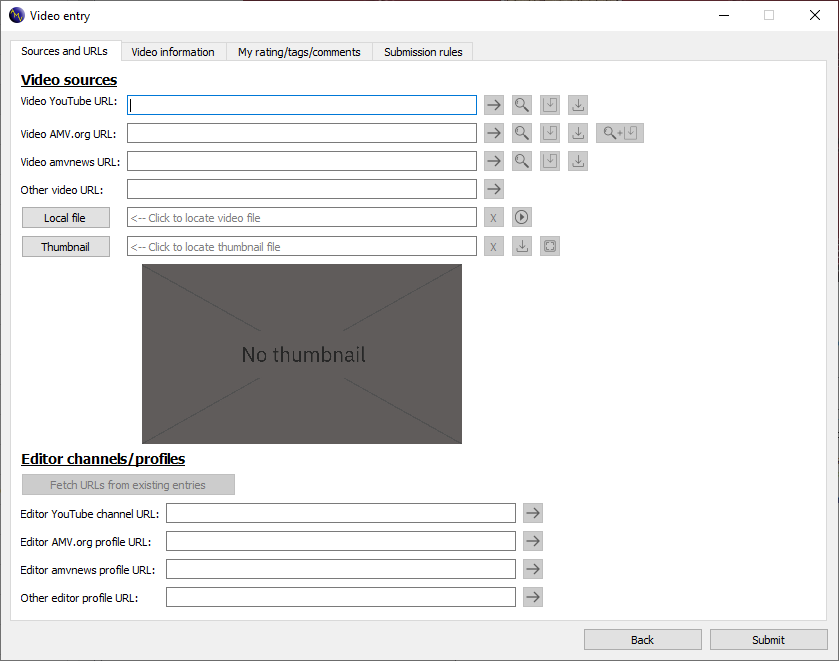 Video entry
Sources and URLs Video information My rating/tags/comments Submission rules
Video sources
Video YouTube URL:
Video AMV.org URL:
Video amvnews URL:
Other video URL:
Local file <-- Click to locate video file X
Thumbnail <-- Click to locate thumbnail file X
No thumbnail
Editor channels/profiles
Fetch URLs from existing entries
Editor YouTube channel URL:
Editor AMV.org profile URL:
Editor amvnews profile URL:
Other editor profile URL:
Back Submit